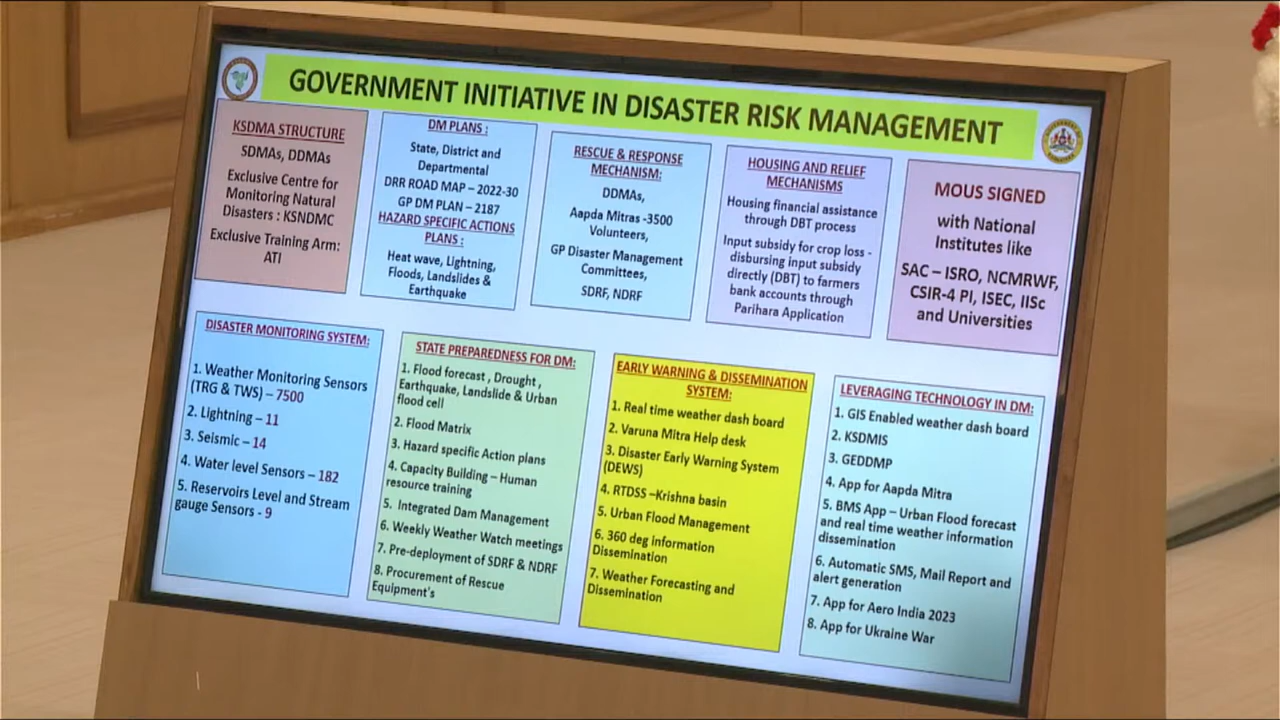 GOVERNMENT INITIATIVE IN DISASTER RISK MANAGEMENT
KSDMA STRUCTURE
SDMAs, DDMAs
Exclusive Centre for
Monitoring Natural
Disasters : KSNDMC
Exclusive Training Arm:
ATI
DM PLANS :
State, District and
Departmental
DRR ROAD MAP – 2022-30
GP DM PLAN – 2187
HAZARD SPECIFIC ACTIONS
PLANS :
Heat wave, Lightning,
Floods, Landslides &
Earthquake
RESCUE & RESPONSE
MECHANISM:
DDMAs,
Aapda Mitras -3500
Volunteers,
GP Disaster Management
Committees,
SDRF, NDRF
HOUSING AND RELIEF
MECHANISMS
Housing financial assistance
through DBT process
Input subsidy for crop loss -
disbursing input subsidy
directly (DBT) to farmers
bank accounts through
Parihara Application
MOUS SIGNED
with National
Institutes like
SAC – ISRO, NCMRWF,
CSIR-4 PI, ISEC, IISc
and Universities
DISASTER MONITORING SYSTEM:
1. Weather Monitoring Sensors
(TRG & TWS) – 7500
2. Lightning – 11
3. Seismic – 14
4. Water level Sensors – 182
5. Reservoirs Level and Stream
gauge Sensors - 9
STATE PREPAREDNESS FOR DM:
1. Flood forecast , Drought ,
Earthquake, Landslide & Urban
flood cell
2. Flood Matrix
3. Hazard specific Action plans
4. Capacity Building – Human
resource training
5. Integrated Dam Management
6. Weekly Weather Watch meetings
7. Pre-deployment of SDRF & NDRF
8. Procurement of Rescue
Equipment's
EARLY WARNING & DISSEMINATION
SYSTEM:
1. Real time weather dash board
2. Varuna Mitra Help desk
3. Disaster Early Warning System
(DEWS)
4. RTDSS –Krishna basin
5. Urban Flood Management
6. 360 deg information
Dissemination
7. Weather Forecasting and
Dissemination
LEVERAGING TECHNOLOGY IN DM:
1. GIS Enabled weather dash board
2. KSDMIS
3. GEDDMP
4. App for Aapda Mitra
5. BMS App – Urban Flood forecast
and real time weather information
dissemination
6. Automatic SMS, Mail Report and
alert generation
7. App for Aero India 2023
8. App for Ukraine War